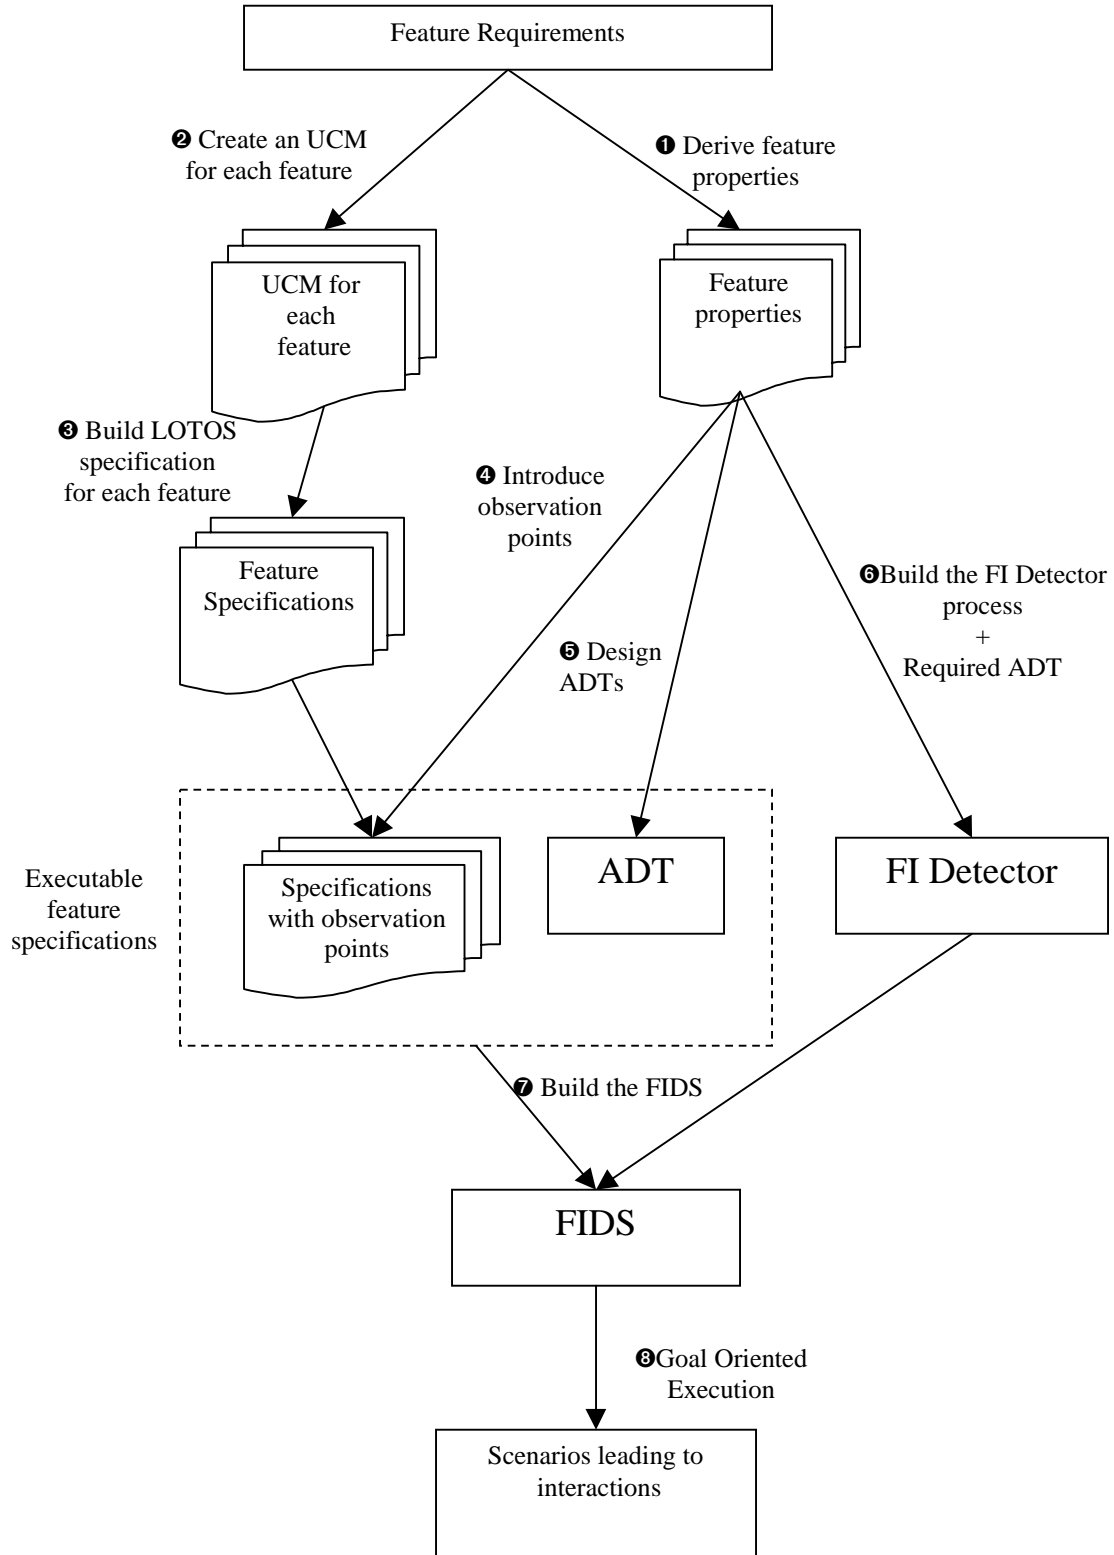 Feature Requirements
❷ Create an UCM
for each feature
❶ Derive feature
properties
UCM for
each
feature
Feature
properties
❸ Build LOTOS
specification
for each feature
❹ Introduce
observation
points
Feature
Specifications
❻Build the FI Detector
process
+
Required ADT
❺ Design
ADTs
Executable
feature
specifications
Specifications
with observation
points
ADT
FI Detector
❼ Build the FIDS
FIDS
❽Goal Oriented
Execution
Scenarios leading to
interactions